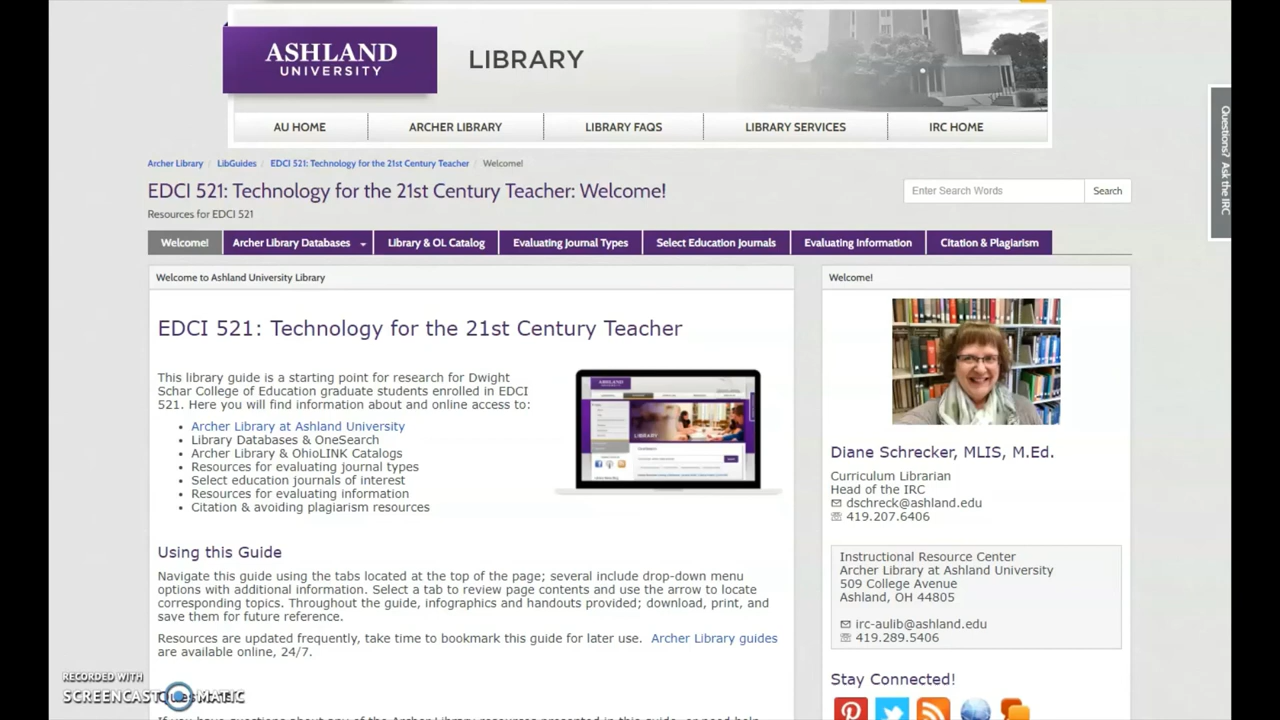 ASHLAND
UNIVERSITY
LIBRARY
AU HOME
ARCHER LIBRARY
LIBRARY FAQS
LIBRARY SERVICES
IRC HOME
Questions? Ask the IRC
Archer Library LibGuides EDCI 521: Technology for the 21st Century Teacher Welcome!
EDCI 521: Technology for the 21st Century Teacher: Welcome!
Enter Search Words
Search
Resources for EDCI 521
Welcome!
Archer Library Databases
Library & OL Catalog
Evaluating Journal Types
Select Education Journals
Evaluating Information
Citation & Plagiarism
Welcome to Ashland University Library
EDCI 521: Technology for the 21st Century Teacher
This library guide is a starting point for research for Dwight
Schar College of Education graduate students enrolled in EDCI
521. Here you will find information about and online access to:
• Archer Library at Ashland University
• Library Databases & OneSearch
• Archer Library & OhioLINK Catalogs
• Resources for evaluating journal types
• Select education journals of interest
• Resources for evaluating information
• Citation & avoiding plagiarism resources
ASHLAND
LIBRARY
Using this Guide
Navigate this guide using the tabs located at the top of the page; several include drop-down menu
options with additional information. Select a tab to review page contents and use the arrow to locate
corresponding topics. Throughout the guide, infographics and handouts provided; download, print, and
save them for future reference.
Resources are updated frequently, take time to bookmark this guide for later use. Archer Library guides
are available online, 24/7.
Welcome!
Diane Schrecker, MLIS, M.Ed.
Curriculum Librarian
Head of the IRC
dschreck@ashland.edu
419.207.6406
Instructional Resource Center
Archer Library at Ashland University
509 College Avenue
Ashland, OH 44805
irc-aulib@ashland.edu
419.289.5406
Stay Connected!
RECORDED WITH
SCREENCAST MATIC